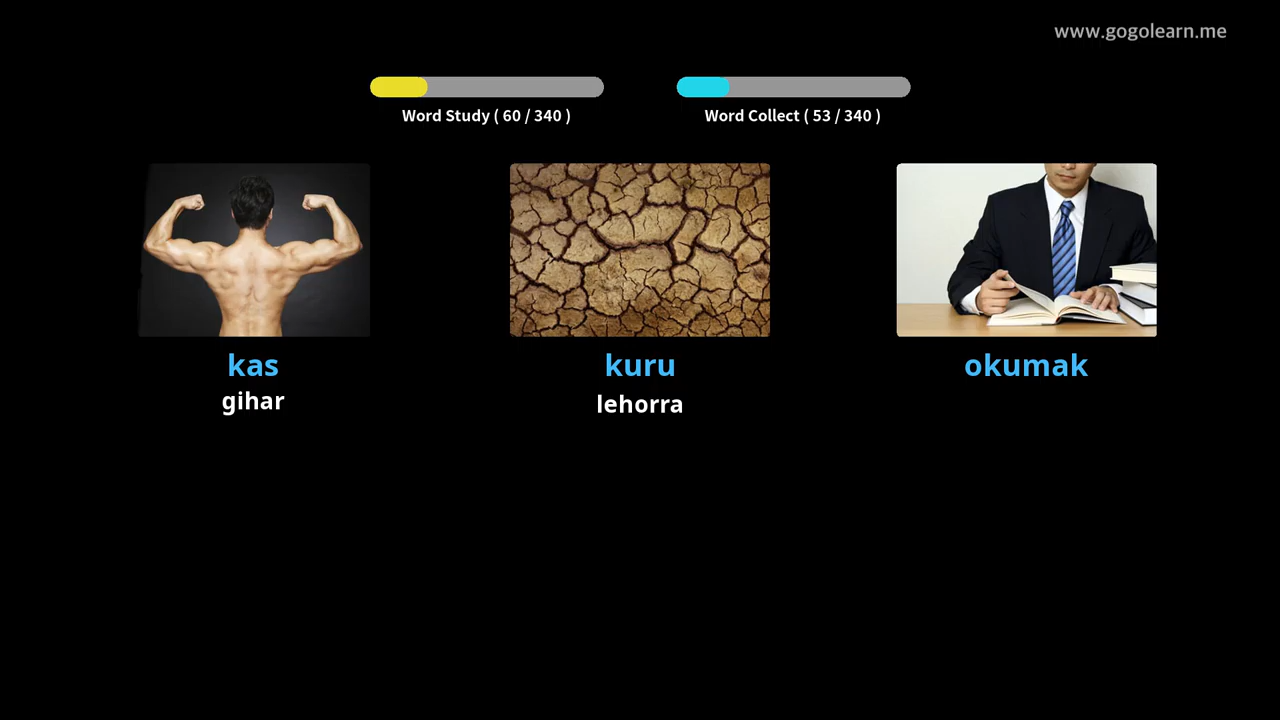 www.gogolearn.me
Word Study ( 60 / 340 )
Word Collect ( 53 / 340 )
kas
gihar
kuru
lehorra
okumak